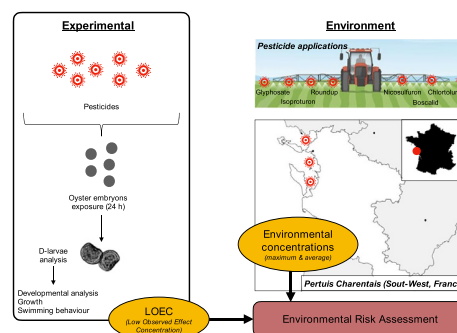 Experimental
Pesticides
Oyster embryons
exposure (24 h)
D-larvae
analysis
Developmental analysis
Growth
Swimming behaviour
LOEC
(Low Observed Effect
Concentration)
Environment
Pesticide applications
Glyphosate
Isoproturon
Roundup
Nicosulfuron
Boscalid
Chlortolur
Environmental
concentrations
(maximum & average)
Pertuis Charentais (Sout-West, Franc
Environmental Risk Assessment